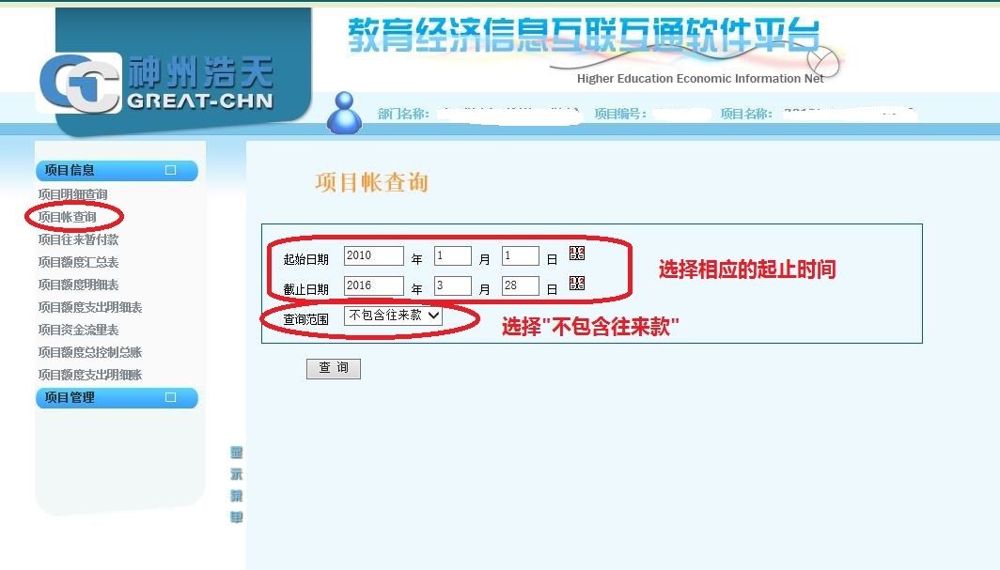 神州浩天
GREAT-CHN
教育经济信息互联互通软件平台
Higher Education Economic Information Net
部门名称： 项目编号： 项目名称：
项目信息
项目明细查询
项目帐查询
项目往来暂付款
项目额度汇总表
项目额度明细表
项目额度支出明细表
项目资金流量表
项目额度总控制总账
项目额度支出明细账
项目管理
显示菜单
项目帐查询
起始日期 2010 年 1 月 1 日
截止日期 2016 年 3 月 28 日
选择相应的起止时间
查询范围 不包含往来款
选择"不包含往来款"
查 询